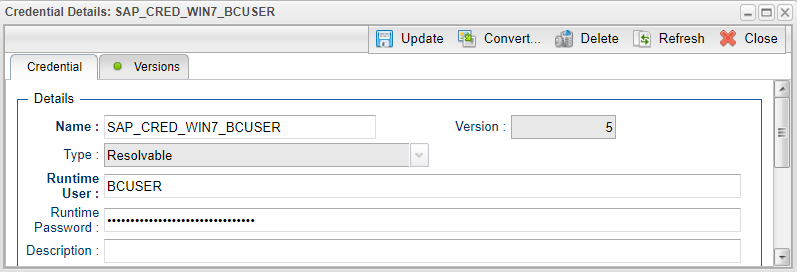 Credential Details: SAP_CRED_WIN7_BCUSER
Update Convert... Delete Refresh Close
Credential Versions
Details
Name : SAP_CRED_WIN7_BCUSER Version : 5
Type : Resolvable
Runtime
User : BCUSER
Runtime
Password : ••••••••••••••••••••••••••••••••
Description :